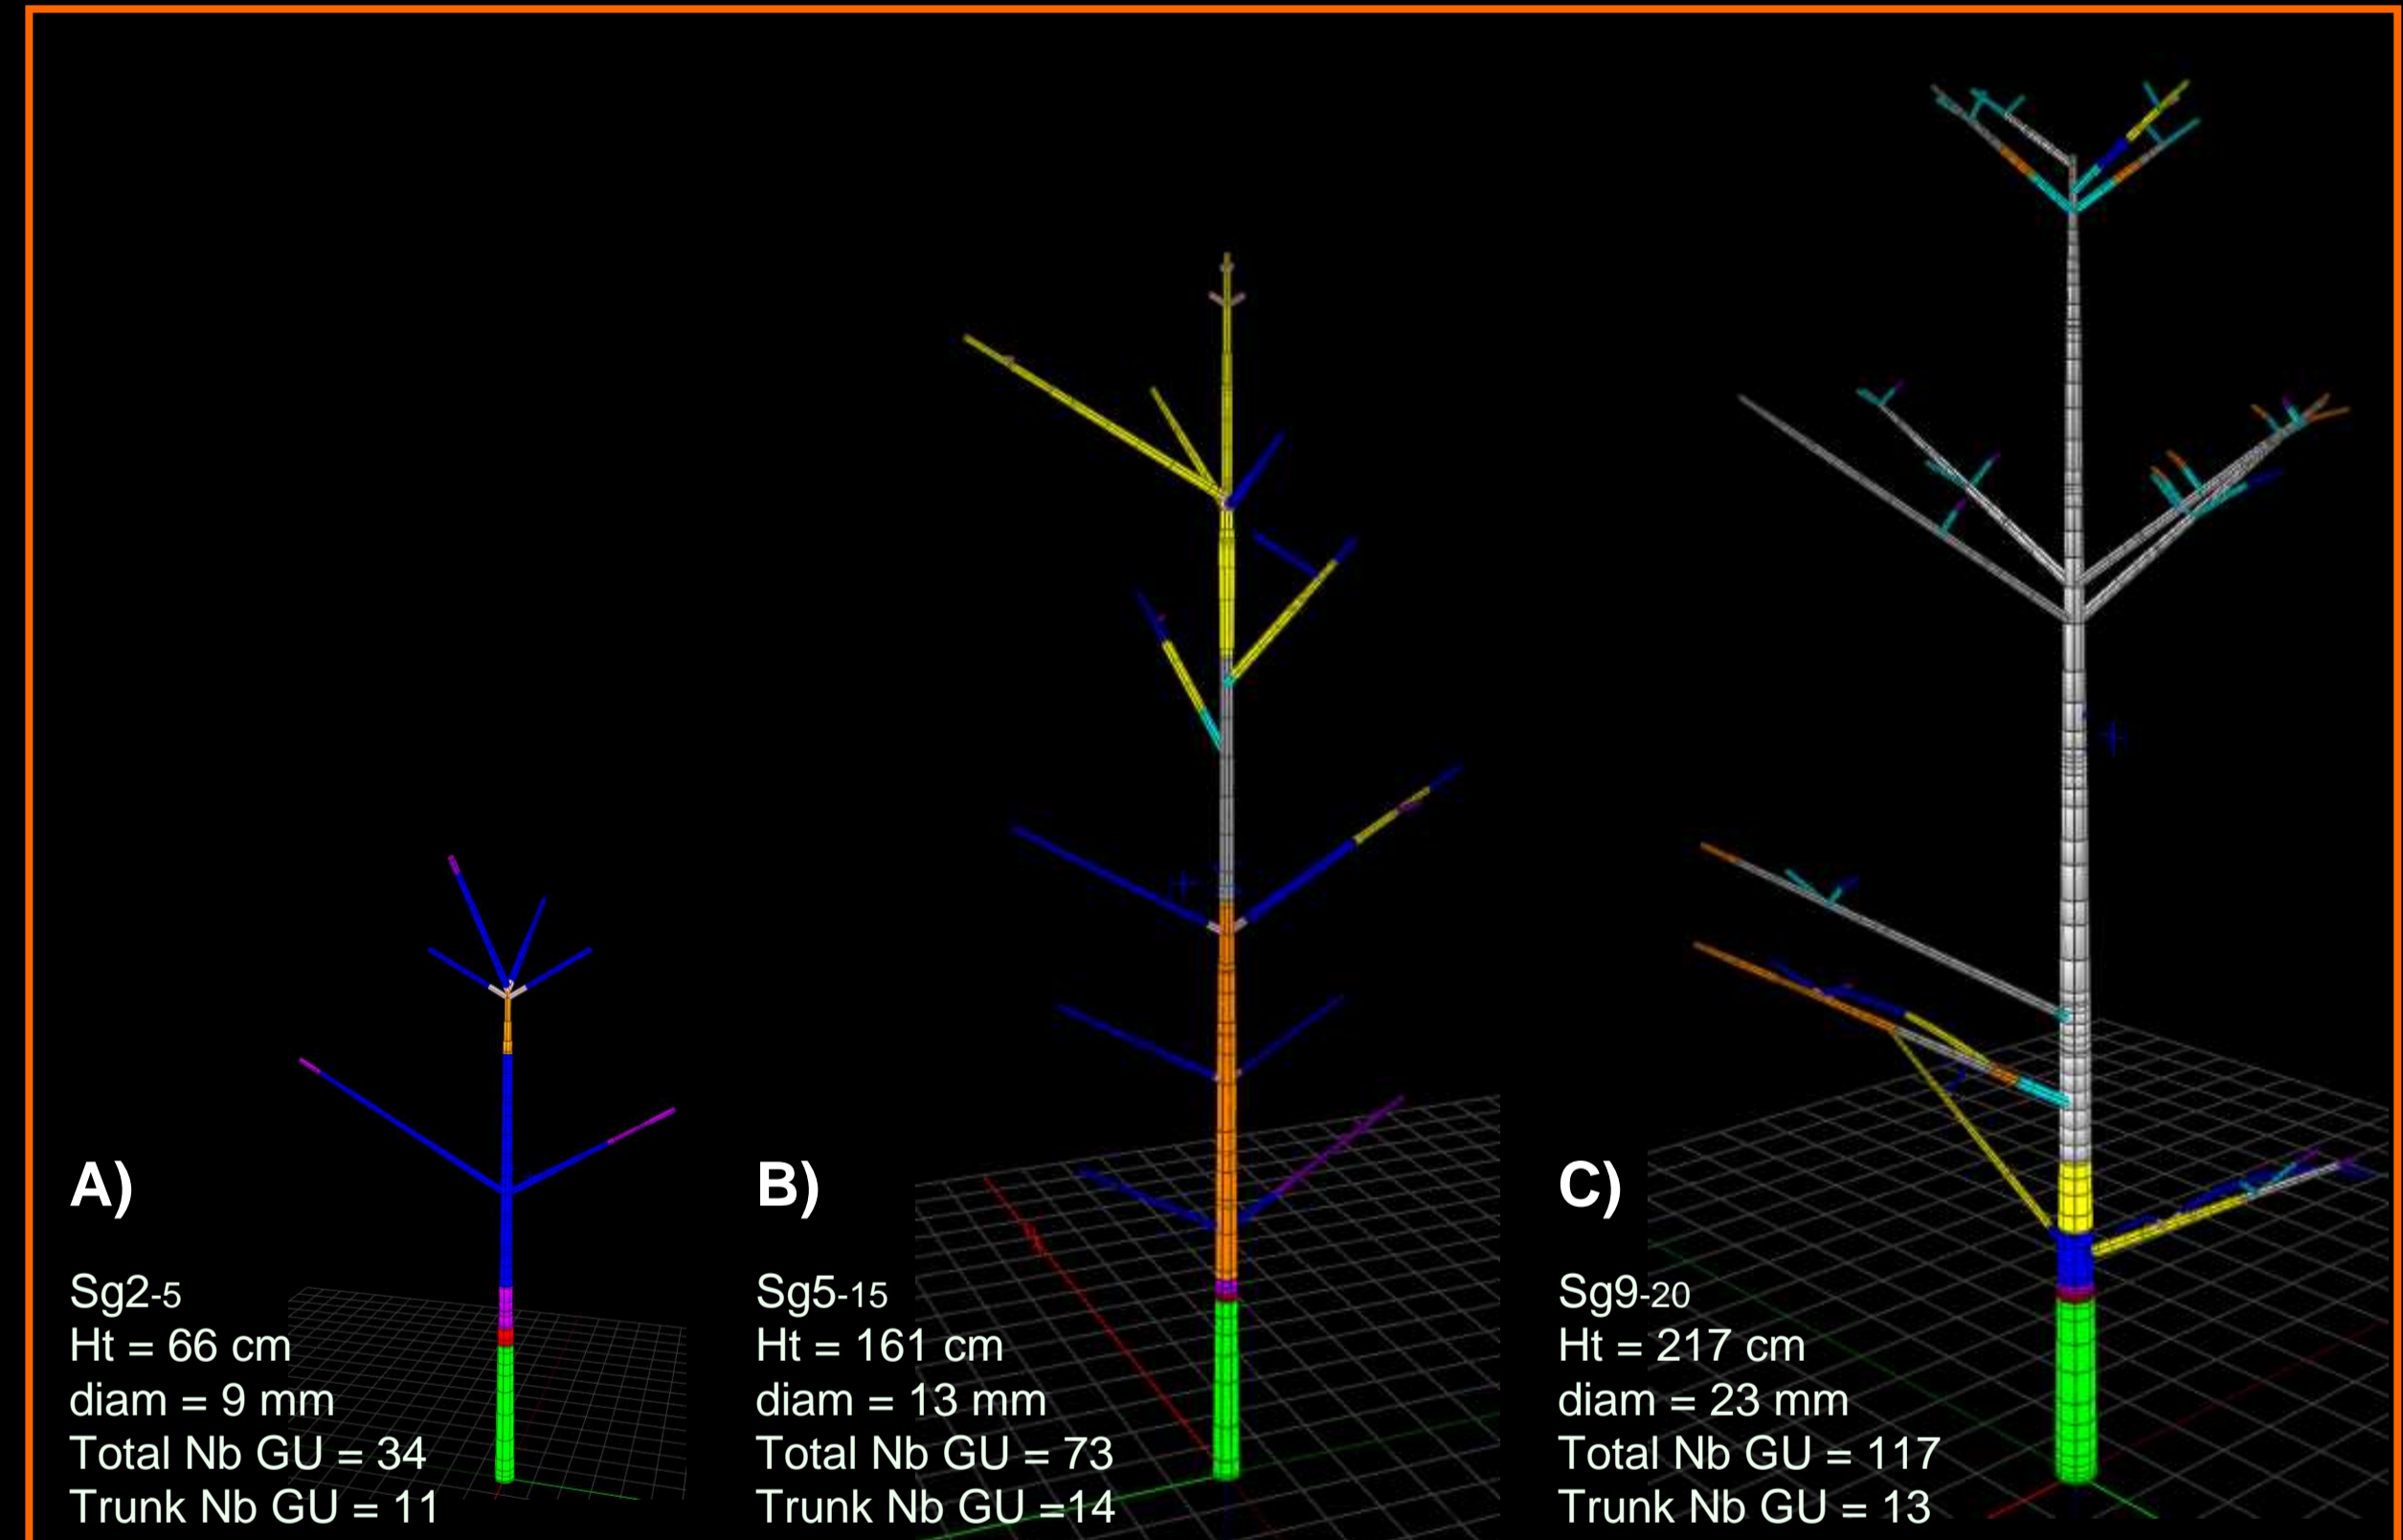 A)
Sg2-5
Ht = 66 cm
diam = 9 mm
Total Nb GU = 34
Trunk Nb GU = 11
B)
Sg5-15
Ht = 161 cm
diam = 13 mm
Total Nb GU = 73
Trunk Nb GU =14
C)
Sg9-20
Ht = 217 cm
diam = 23 mm
Total Nb GU = 117
Trunk Nb GU = 13